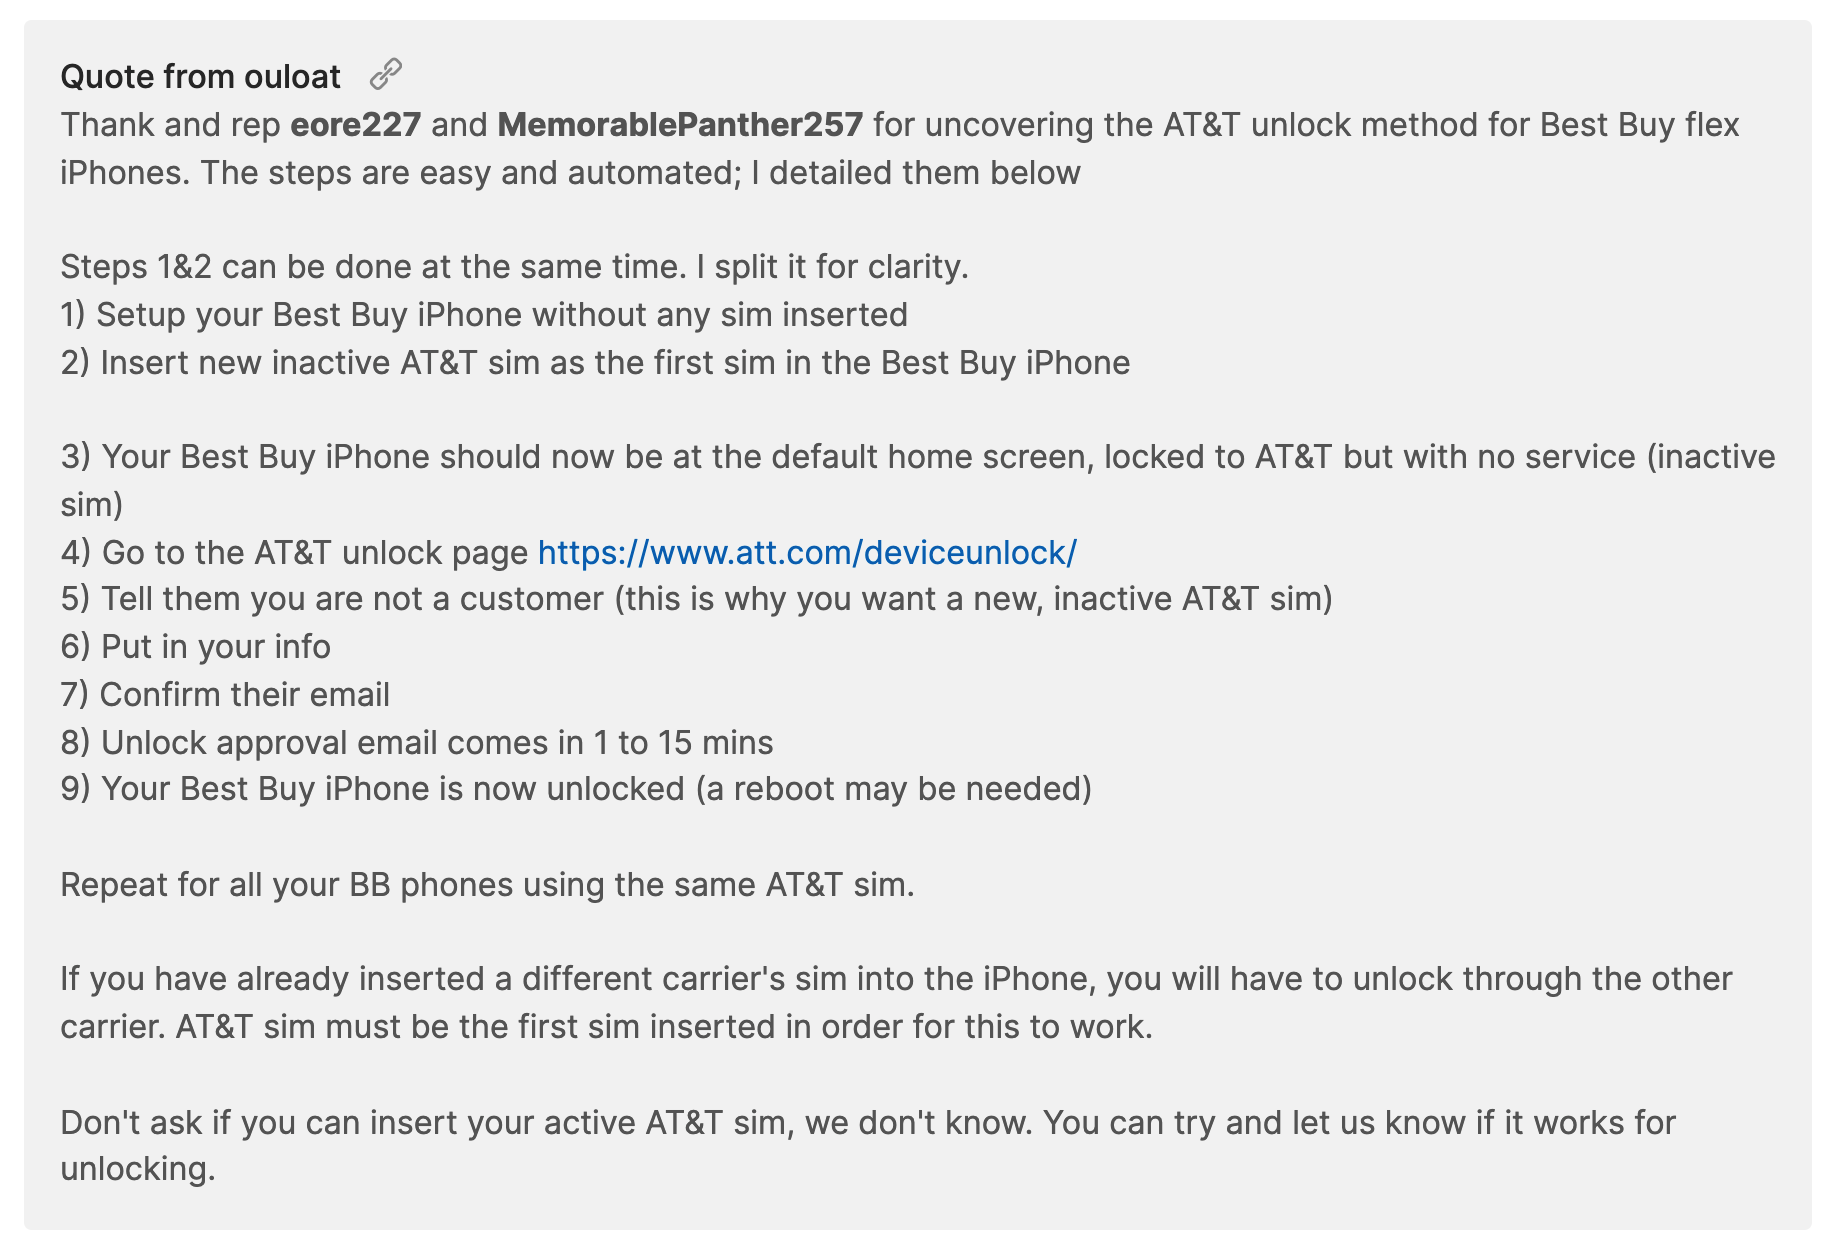 Quote from ouloat
Thank and rep eore227 and MemorablePanther257 for uncovering the AT&T unlock method for Best Buy flex
iPhones. The steps are easy and automated; I detailed them below
Steps 1&2 can be done at the same time. I split it for clarity.
1) Setup your Best Buy iPhone without any sim inserted
2) Insert new inactive AT&T sim as the first sim in the Best Buy iPhone
3) Your Best Buy iPhone should now be at the default home screen, locked to AT&T but with no service (inactive
sim)
4) Go to the AT&T unlock page https://www.att.com/deviceunlock/
5) Tell them you are not a customer (this is why you want a new, inactive AT&T sim)
6) Put in your info
7) Confirm their email
8) Unlock approval email comes in 1 to 15 mins
9) Your Best Buy iPhone is now unlocked (a reboot may be needed)
Repeat for all your BB phones using the same AT&T sim.
If you have already inserted a different carrier's sim into the iPhone, you will have to unlock through the other
carrier. AT&T sim must be the first sim inserted in order for this to work.
Don't ask if you can insert your active AT&T sim, we don't know. You can try and let us know if it works for
unlocking.